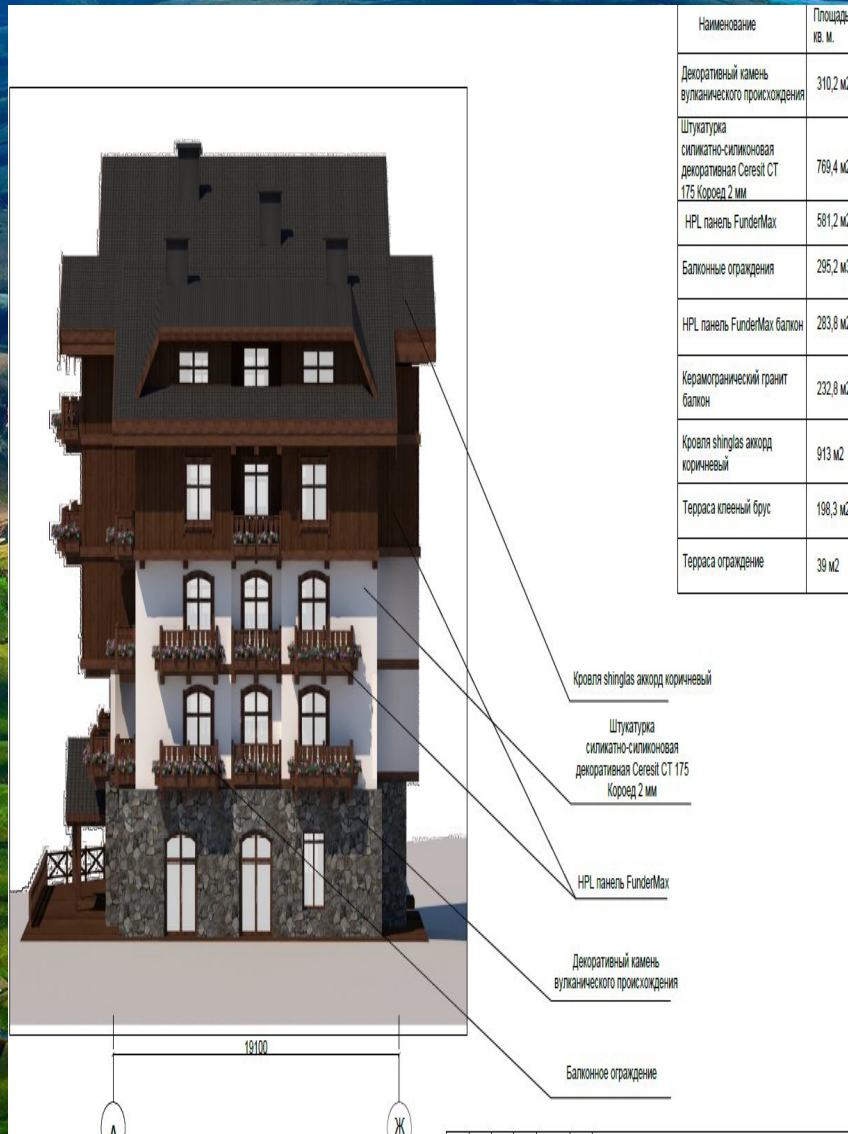 Наименование
Площадь
кв. м.
Декоративный камень
вулканического происхождения
310,2 м2
Штукатурка
силикатно-силиконовая
декоративная Ceresit CT
175 Короед 2 мм
769,4 м2
HPL панель FunderMax
581,2 м2
Балконные ограждения
295,2 м3
HPL панель FunderMax балкон
283,8 м2
Керамогранический гранит
балкон
232,8 м2
Кровля shinglas аккорд
коричневый
913 м2
Терраса клееный брус
198,3 м2
Терраса ограждение
39 м2
Кровля shinglas аккорд коричневый
Штукатурка
силикатно-силиконовая
декоративная Ceresit CT 175
Короед 2 мм
HPL панель FunderMax
Декоративный камень
вулканического происхождения
Балконное ограждение
19100
А
Ж